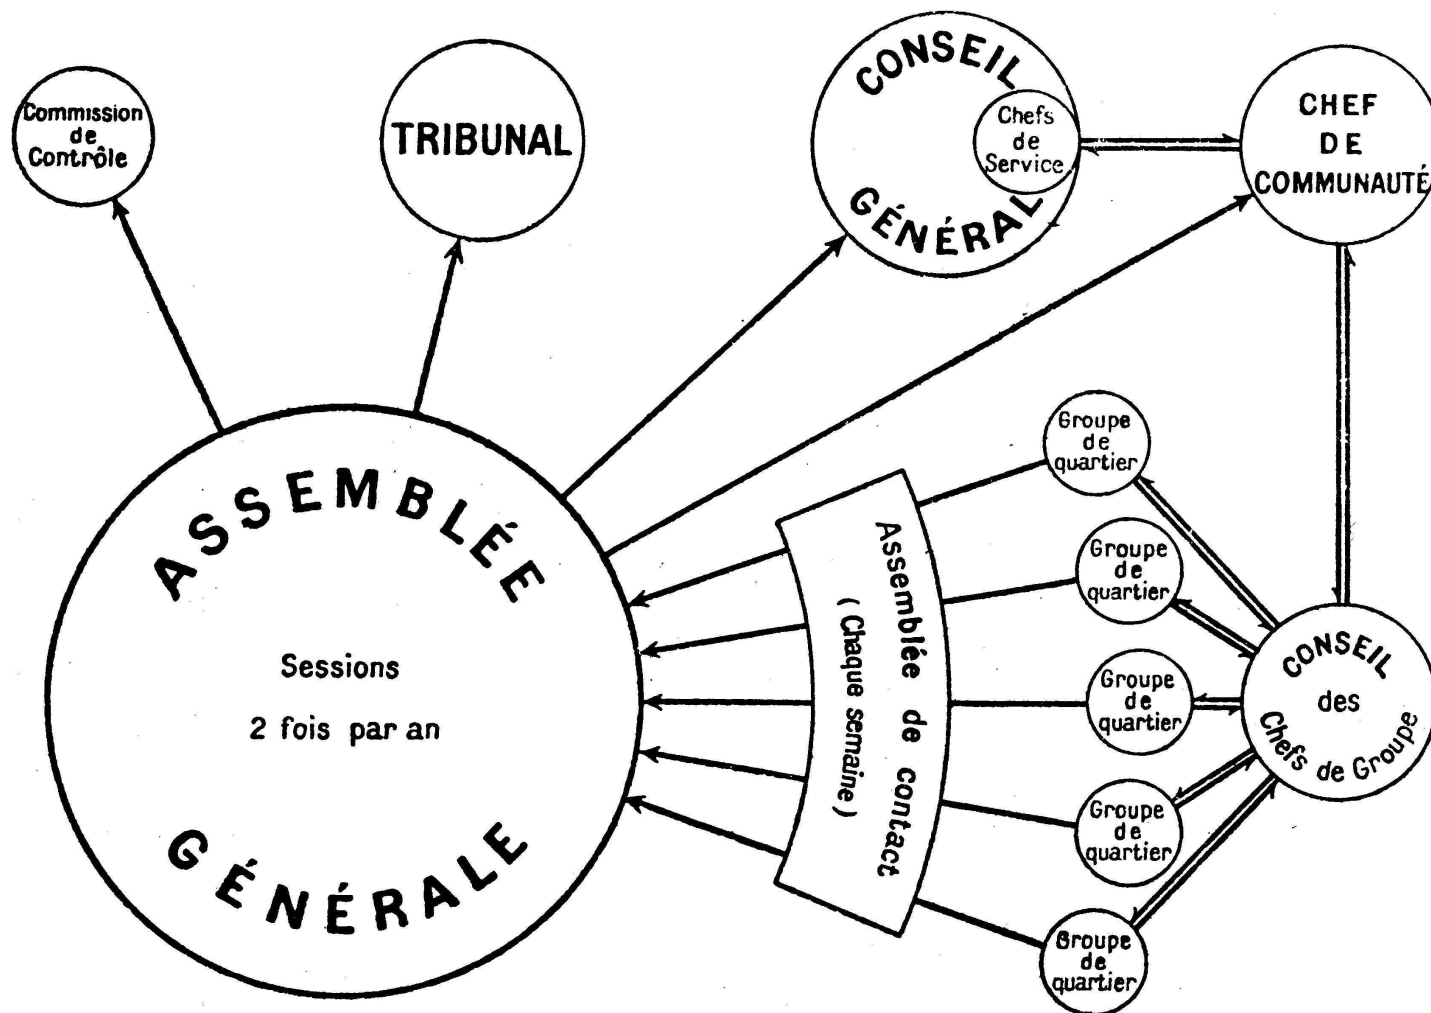 Commission
de
Contrôle
TRIBUNAL
CONSEIL
GÉNÉRAL
Chefs
de
Service
CHEF
DE
COMMUNAUTÉ
ASSEMBLÉE
Sessions
2 fois par an
GÉNÉRALE
Assemblée de contact
(Chaque semaine)
Groupe
de
quartier
Groupe
de
quartier
Groupe
de
quartier
Groupe
de
quartier
Groupe
de
quartier
CONSEIL
des
Chefs de Groupe